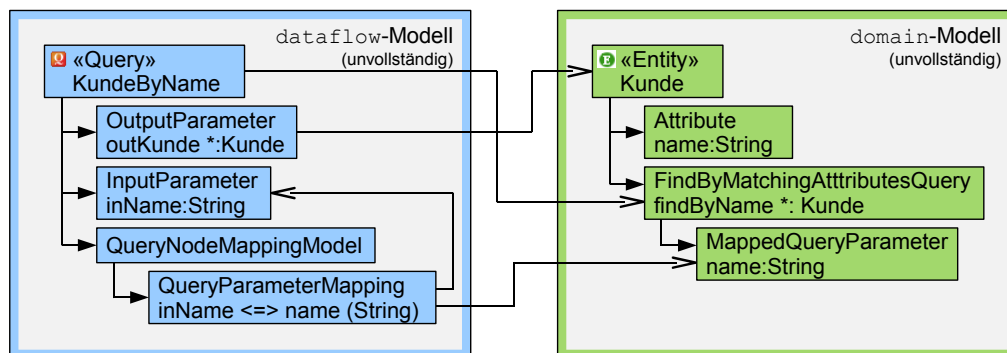 dataflow-Modell
(unvollständig)
Q «Query»
KundeByName
OutputParameter
outKunde *:Kunde
InputParameter
inName:String
QueryNodeMappingModel
QueryParameterMapping
inName <=> name (String)
domain-Modell
(unvollständig)
E «Entity»
Kunde
Attribute
name:String
FindByMatchingAtttributesQuery
findByName *: Kunde
MappedQueryParameter
name:String